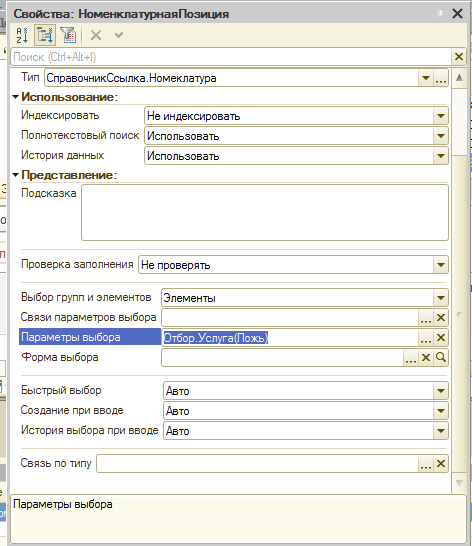 Свойства: НоменклатурнаяПозиция
Поиск (Ctrl+Alt+I)
Тип СправочникСсылка.Номеклатура
Использование:
Индексировать Не индексировать
Полнотекстовый поиск Использовать
История данных Использовать
Представление:
Подсказка
Проверка заполнения Не проверять
Выбор групп и элементов Элементы
Связи параметров выбора
Параметры выбора Отбор.Услуга(Ложь)
Форма выбора
Быстрый выбор Авто
Создание при вводе Авто
История выбора при вводе Авто
Связь по типу
Параметры выбора